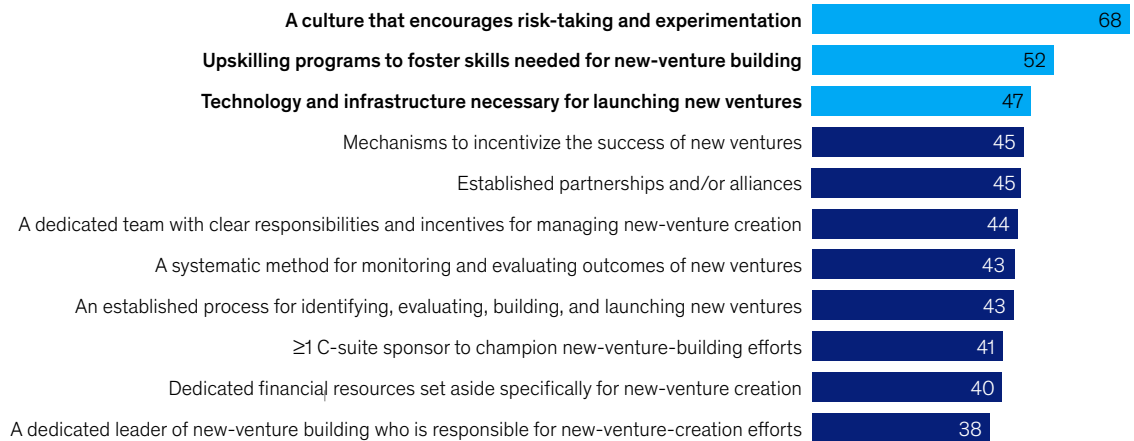 A culture that encourages risk-taking and experimentation 68
Upskilling programs to foster skills needed for new-venture building 52
Technology and infrastructure necessary for launching new ventures 47
Mechanisms to incentivize the success of new ventures 45
Established partnerships and/or alliances 45
A dedicated team with clear responsibilities and incentives for managing new-venture creation 44
A systematic method for monitoring and evaluating outcomes of new ventures 43
An established process for identifying, evaluating, building, and launching new ventures 43
≥1 C-suite sponsor to champion new-venture-building efforts 41
Dedicated financial resources set aside specifically for new-venture creation 40
A dedicated leader of new-venture building who is responsible for new-venture-creation efforts 38